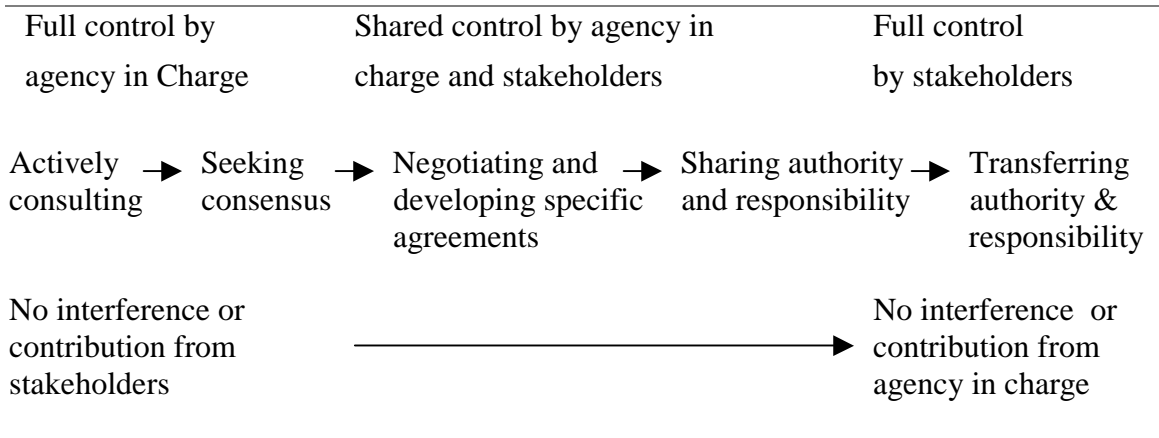 Full control by
agency in Charge
Shared control by agency in
charge and stakeholders
Full control
by stakeholders
Actively
consulting
Seeking
consensus
Negotiating and
developing specific
agreements
Sharing authority
and responsibility
Transferring
authority &
responsibility
No interference or
contribution from
stakeholders
No interference or
contribution from
agency in charge